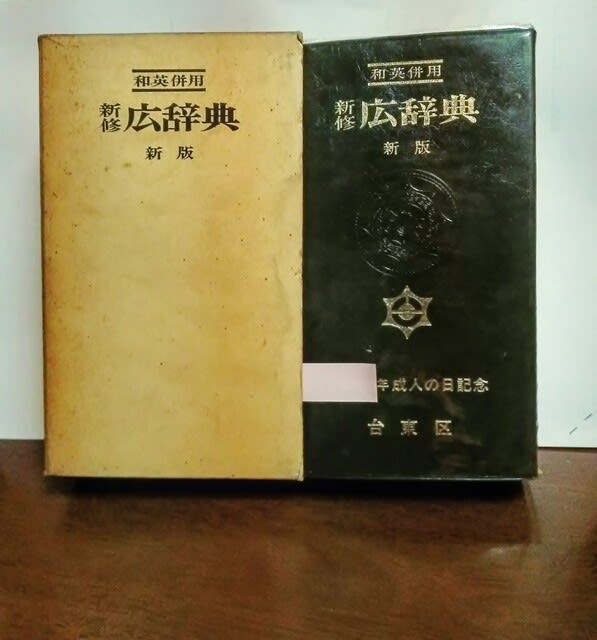 和英併用
新修 広辞典
新版
和英併用
新修 広辞典
新版
年成人の日記念
台東区